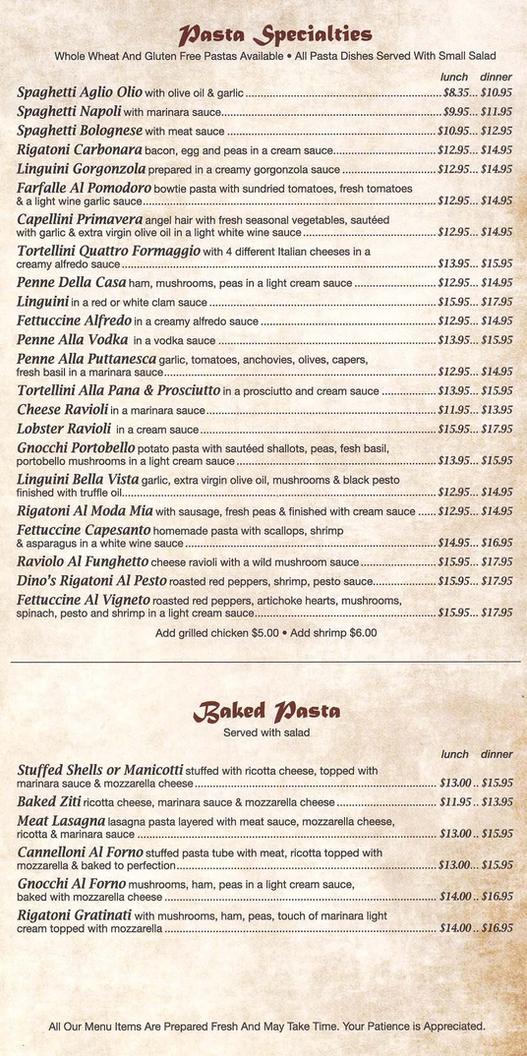 Pasta Specialties
Whole Wheat And Gluten Free Pastas Available • All Pasta Dishes Served With Small Salad
lunch dinner
Spaghetti Aglio Olio with olive oil & garlic ... $8.35... $10.95
Spaghetti Napoli with marinara sauce... $9.95... $11.95
Spaghetti Bolognese with meat sauce ... $10.95... $12.95
Rigatoni Carbonara bacon, egg and peas in a cream sauce... $12.95... $14.95
Linguini Gorgonzola prepared in a creamy gorgonzola sauce ... $12.95... $14.95
Farfalle Al Pomodoro bowtie pasta with sundried tomatoes, fresh tomatoes
& a light wine garlic sauce... $12.95... $14.95
Capellini Primavera angel hair with fresh seasonal vegetables, sautéed
with garlic & extra virgin olive oil in a light white wine sauce ... $12.95... $14.95
Tortellini Quattro Formaggio with 4 different Italian cheeses in a
creamy alfredo sauce ... $13.95... $15.95
Penne Della Casa ham, mushrooms, peas in a light cream sauce ... $12.95... $14.95
Linguini in a red or white clam sauce ... $15.95... $17.95
Fettuccine Alfredo in a creamy alfredo sauce ... $12.95... $14.95
Penne Alla Vodka in a vodka sauce ... $13.95... $15.95
Penne Alla Puttanesca garlic, tomatoes, anchovies, olives, capers,
fresh basil in a marinara sauce... $12.95... $14.95
Tortellini Alla Pana & Prosciutto in a prosciutto and cream sauce ... $13.95... $15.95
Cheese Ravioli in a marinara sauce ... $11.95... $13.95
Lobster Ravioli in a cream sauce ... $15.95... $17.95
Gnocchi Portobello potato pasta with sautéed shallots, peas, fesh basil,
portobello mushrooms in a light cream sauce ... $13.95... $15.95
Linguini Bella Vista garlic, extra virgin olive oil, mushrooms & black pesto
finished with truffle oil... $12.95... $14.95
Rigatoni Al Moda Mia with sausage, fresh peas & finished with cream sauce ... $12.95... $14.95
Fettuccine Capesanto homemade pasta with scallops, shrimp
& asparagus in a white wine sauce ... $14.95... $16.95
Raviolo Al Funghetto cheese ravioli with a wild mushroom sauce ... $15.95... $17.95
Dino's Rigatoni Al Pesto roasted red peppers, shrimp, pesto sauce... $15.95... $17.95
Fettuccine Al Vigneto roasted red peppers, artichoke hearts, mushrooms,
spinach, pesto and shrimp in a light cream sauce... $15.95... $17.95
Add grilled chicken $5.00 • Add shrimp $6.00
Baked Pasta
Served with salad
lunch dinner
Stuffed Shells or Manicotti stuffed with ricotta cheese, topped with
marinara sauce & mozzarella cheese ... $13.00 .. $15.95
Baked Ziti ricotta cheese, marinara sauce & mozzarella cheese ... $11.95 .. $13.95
Meat Lasagna lasagna pasta layered with meat sauce, mozzarella cheese,
ricotta & marinara sauce ... $13.00 .. $15.95
Cannelloni Al Forno stuffed pasta tube with meat, ricotta topped with
mozzarella & baked to perfection... $13.00... $15.95
Gnocchi Al Forno mushrooms, ham, peas in a light cream sauce,
baked with mozzarella cheese ... $14.00 .. $16.95
Rigatoni Gratinati with mushrooms, ham, peas, touch of marinara light
cream topped with mozzarella ... $14.00 .. $16.95
All Our Menu Items Are Prepared Fresh And May Take Time. Your Patience is Appreciated.